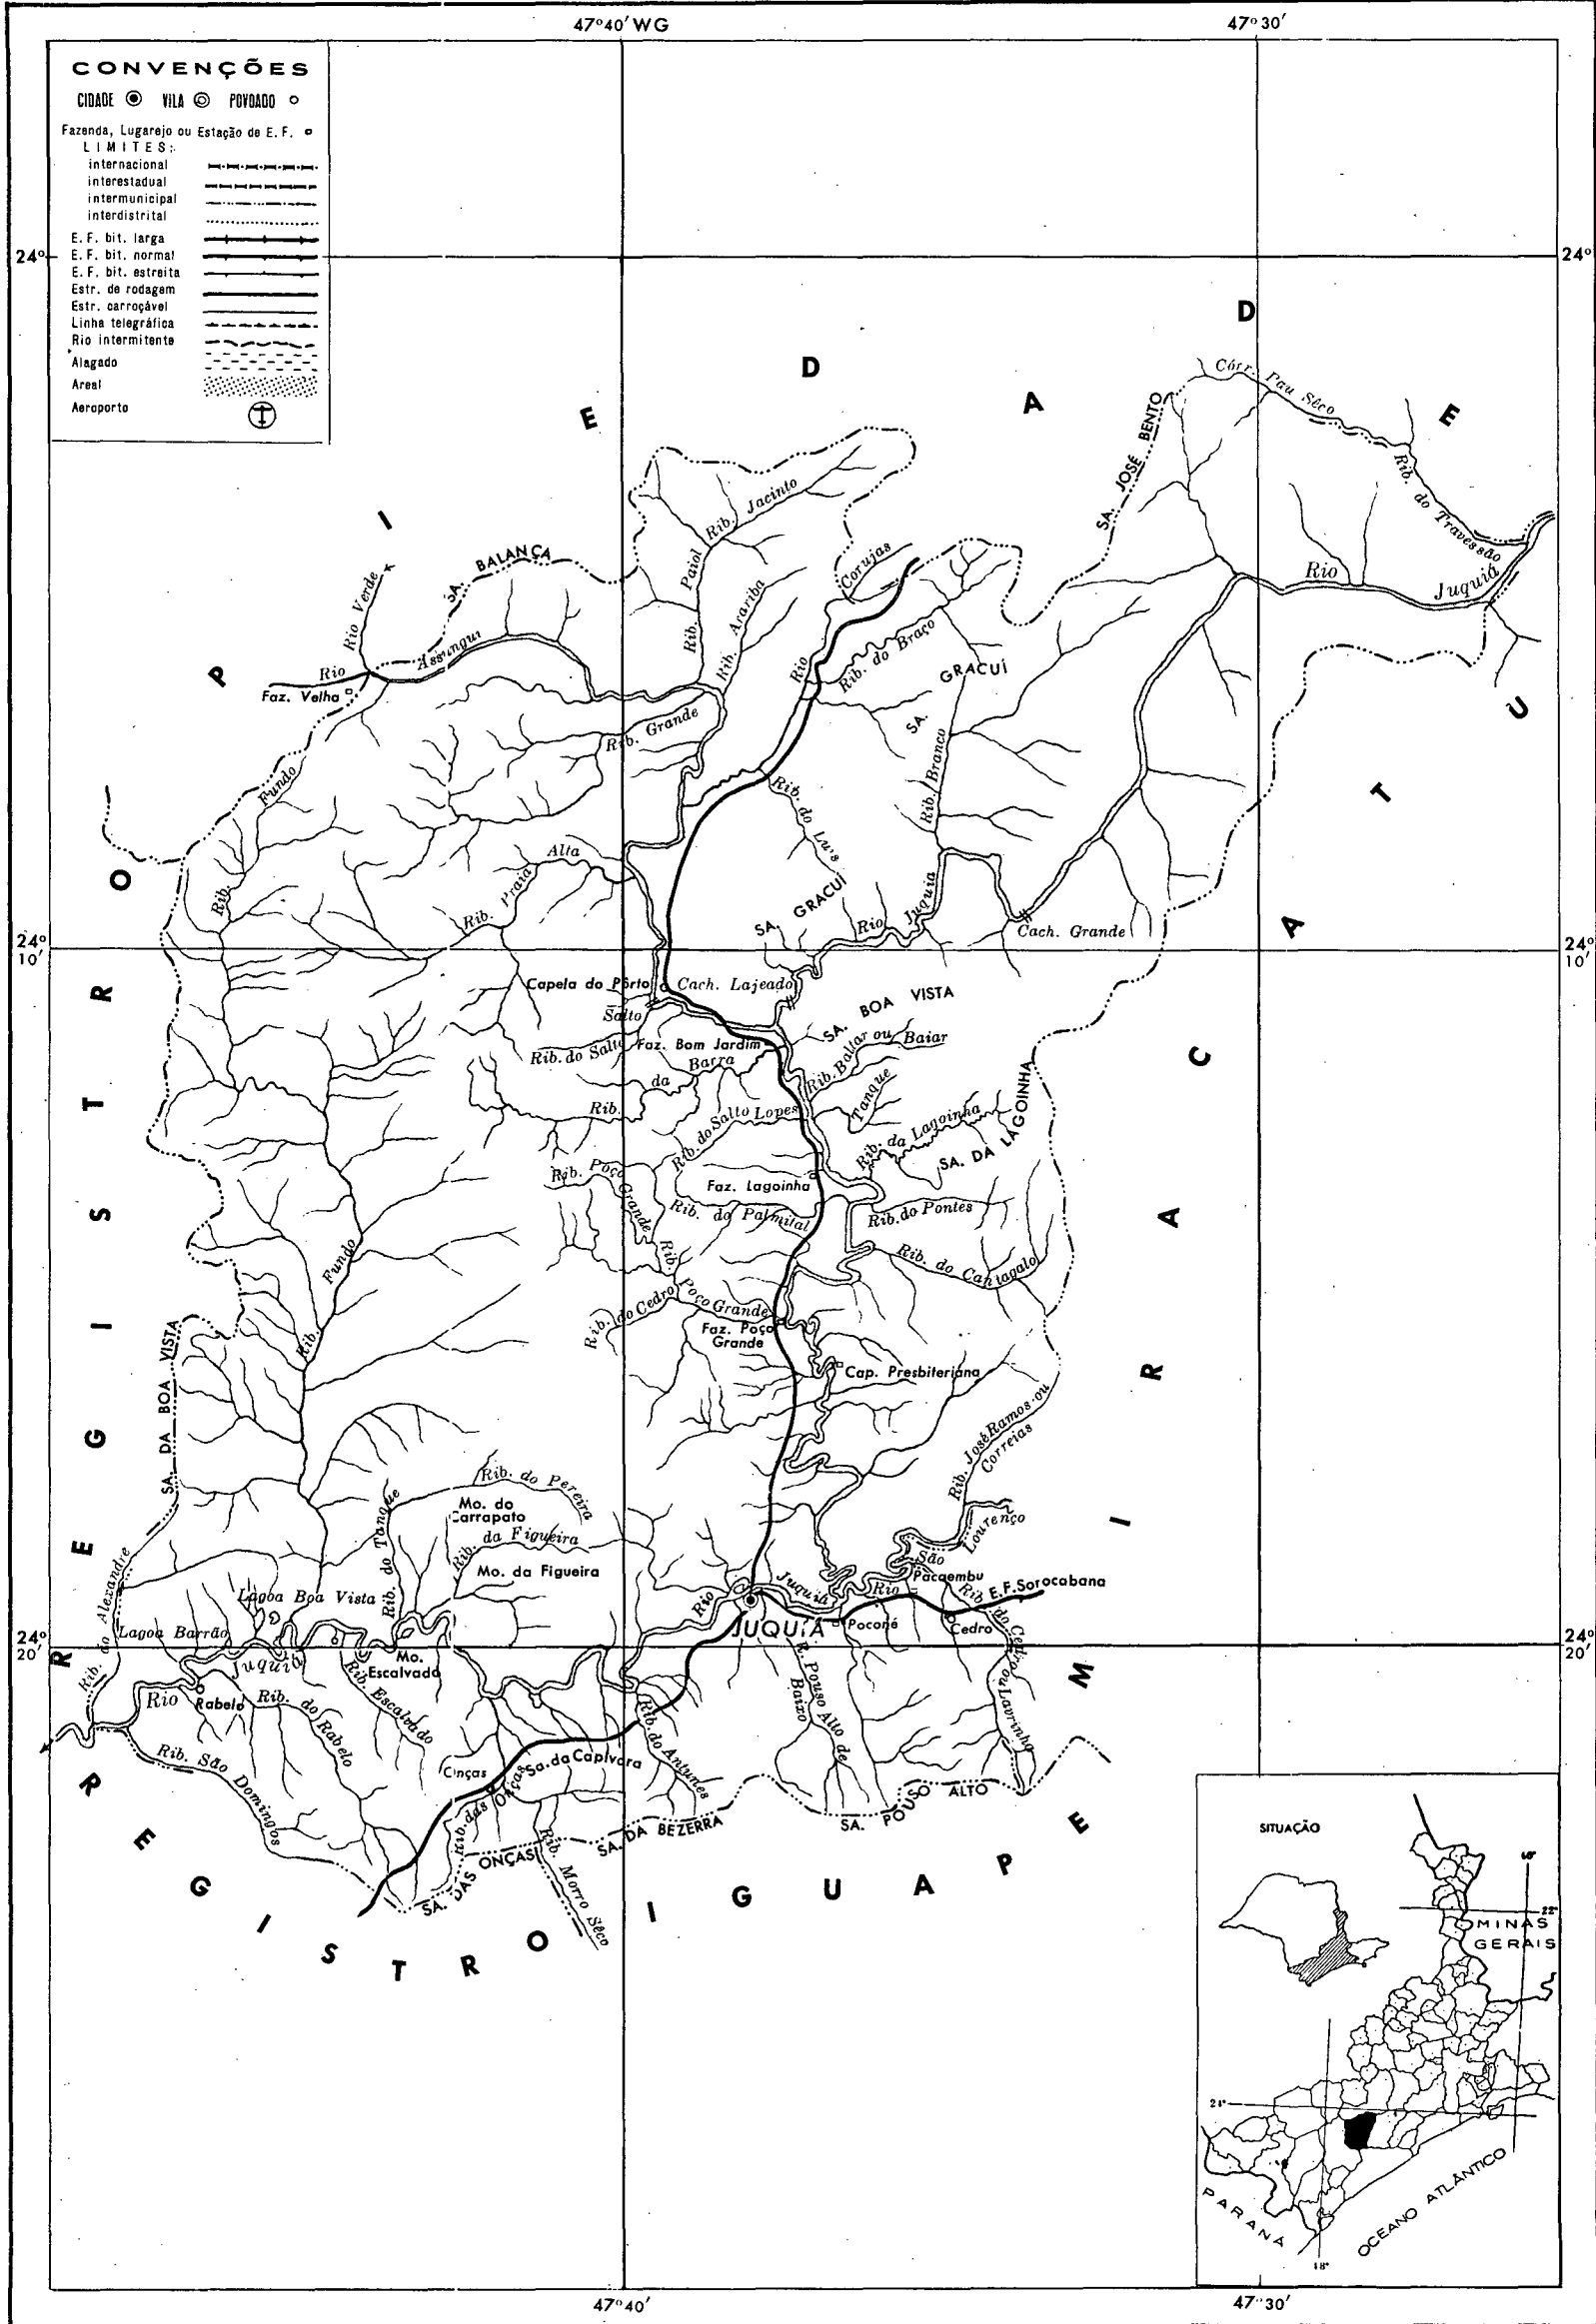 47°40' WG
47°30'
CONVENÇÕES
CIDADE VILA POVOADO
Fazenda, Lugarejo ou Estação de E. F.
LIMITES:
internacional
interestadual
intermunicipal
interdistrital
E. F. bit. larga
E. F. bit. normal
E. F. bit. estreita
Estr. de rodagem
Estr. carroçável
Linha telegráfica
Rio intermitente
Alagado
Areal
Aeroporto
24°
24°
PIEDADE
Córr. Pau Sêco
SA. JOSÉ BENTO
Rib. do Travessão
Rib. Jacinto
SA. BALANÇA
Corujas
Rio Verde
Rib. Paiol
Rib. Arariba
Rio Juquiá
Rio Assungui
Rio
Rib. do Braço
SA. GRACUÍ
Faz. Velha
Rib. Grande
Rib. Branco
Fundo
Rib. do Luís
Alta
Rib. Praia
Rib.
SA. GRACUÍ
Rio Juquiá
Cach. Grande
24°
10'
24°
10'
Capela do Pôrto
Cach. Lajeado
Salto
SA. BOA VISTA
Rib. do Salto
Faz. Bom Jardim
Rib. Baltar ou Baiar
Rib. da Barra
Tanque
Rib. do Salto Lopes
Rib. da Lagoinha
SA. DA LAGOINHA
Rib. Poço Grande
Faz. Lagoinha
Rib. do Palmital
Rib. do Pontes
Rib. Fundo
Rib. do Cantagalo
Rib. Poço Grande
Rib. do Cedro
Faz. Poço
Grande
SA. DA BOA VISTA
Cap. Presbiteriana
Rib. José Ramos ou
Correias
Rib. do Pereira
Mo. do
Carrapato
Rib. do Tanque
Rib. da Figueira
Mo. da Figueira
São Lourenço
Pacaembu
Rib. do Alexandre
Lagoa Boa Vista
Rio Juquiá
Rio
E.F. Sorocabana
Lagoa Barrão
JUQUIÁ
Poconé
Cedro
Rib. do Cedro ou Lavrinha
24°
20'
24°
20'
Mo.
Escalvado
Rio Juquiá
Rabelo
Rib. do Rabelo
Rib. Escalvado
R. Pouso Alto de
Baixo
Rib. do Antunes
Rib. São Domingos
Onças
Sa. da Capivara
Rib. das Onças
SA. POUSO ALTO
SA. DA BEZERRA
SA. DAS ONÇAS
Rib. Morro Sêco
REGISTRO
REGISTRO
IGUAPE
MIRACATU
SITUAÇÃO
MINAS
GERAIS
22°
24°
48°
PARANÁ
OCEANO ATLÂNTICO
47°40'
47°30'